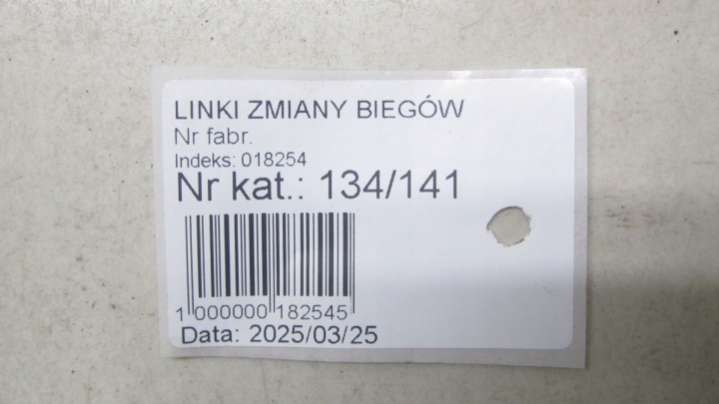 LINKI ZMIANY BIEGÓW
Nr fabr.
Indeks: 018254
Nr kat.: 134/141
1 000000 182545
Data: 2025/03/25